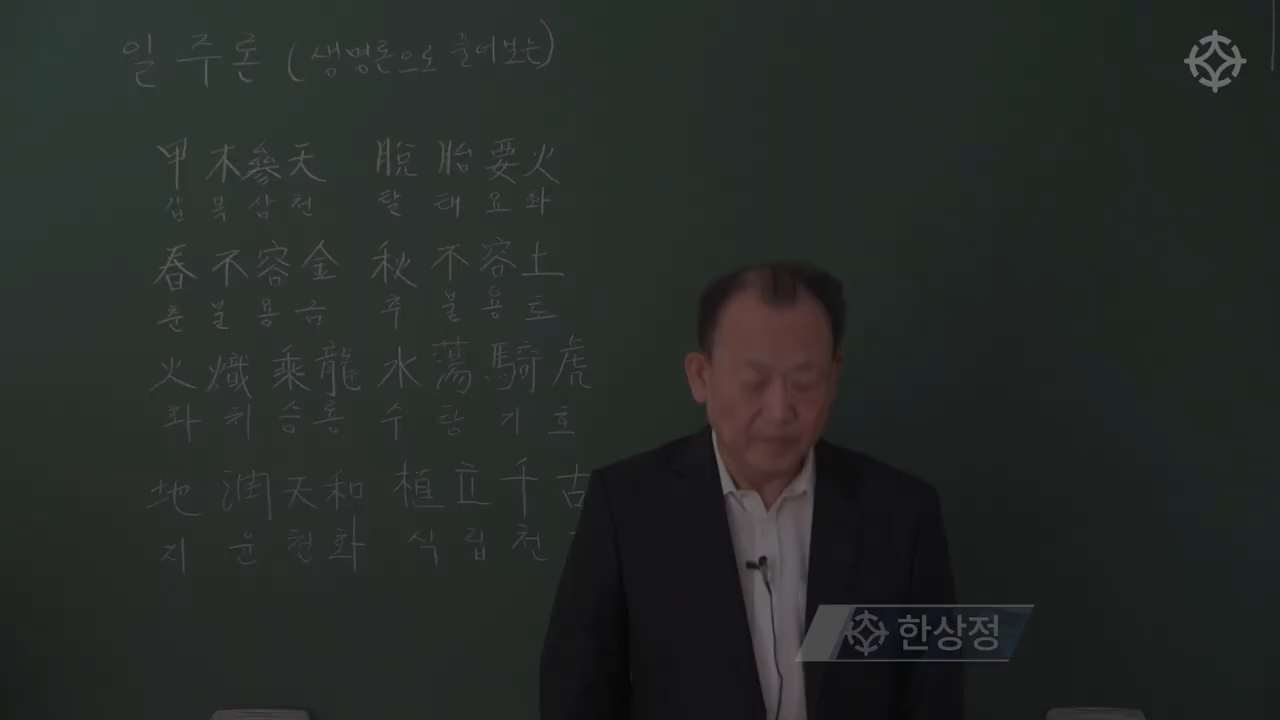 일 주론 (생명론으로 풀어보는)
甲木參天 脫胎要火
갑목삼천 탈태요화
春不容金 秋不容土
춘불용금 추불용토
火熾乘龍 水蕩騎虎
화치승룡 수탕기호
地潤天和 植立千古
지윤천화 식립천
한상정